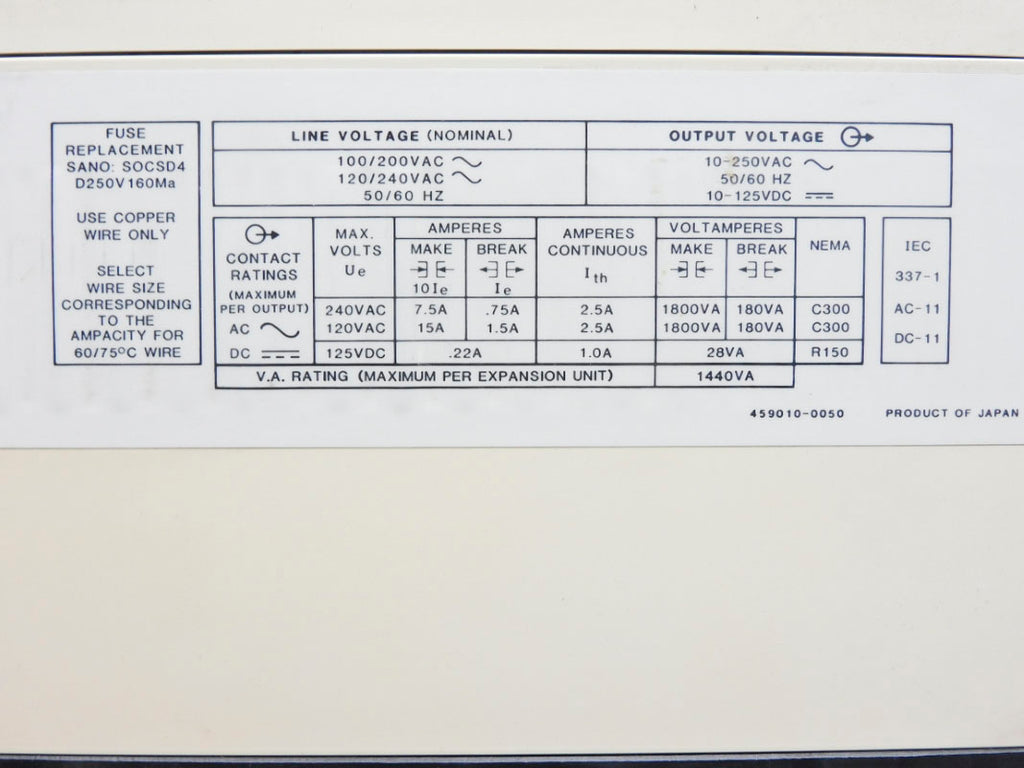 FUSE
REPLACEMENT
SANO: SOCSD4
D250V160Ma
USE COPPER
WIRE ONLY
SELECT
WIRE SIZE
CORRESPONDING
TO THE
AMPACITY FOR
60/75°C WIRE
LINE VOLTAGE (NOMINAL)
100/200VAC
120/240VAC
50/60 HZ
OUTPUT VOLTAGE
10-250VAC
50/60 HZ
10-125VDC
CONTACT
RATINGS
(MAXIMUM
PER OUTPUT)
MAX.
VOLTS
Ue
AMPERES
MAKE
10Ie
BREAK
Ie
AMPERES
CONTINUOUS
Ith
VOLTAMPERES
MAKE
BREAK
NEMA
240VAC 7.5A .75A 2.5A 1800VA 180VA C300
AC 120VAC 15A 1.5A 2.5A 1800VA 180VA C300
DC 125VDC .22A 1.0A 28VA R150
V.A. RATING (MAXIMUM PER EXPANSION UNIT) 1440VA
IEC
337-1
AC-11
DC-11
459010-0050 PRODUCT OF JAPAN